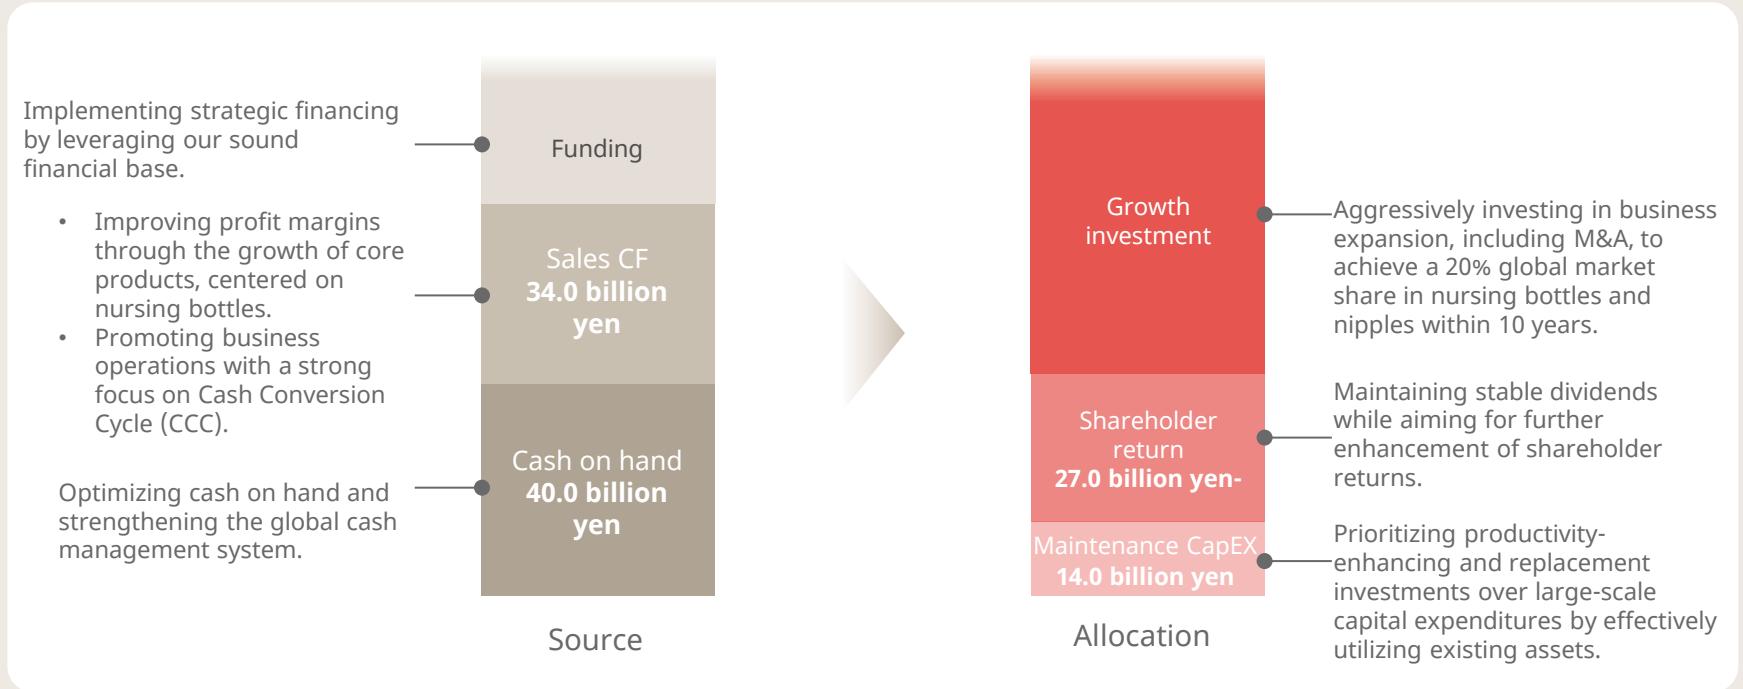 Implementing strategic financing
by leveraging our sound
financial base.
• Improving profit margins
through the growth of core
products, centered on
nursing bottles.
• Promoting business
operations with a strong
focus on Cash Conversion
Cycle (CCC).
Optimizing cash on hand and
strengthening the global cash
management system.
Funding
Sales CF
34.0 billion
yen
Cash on hand
40.0 billion
yen
Source
Growth
investment
Shareholder
return
27.0 billion yen-
Maintenance CapEX
14.0 billion yen
Allocation
Aggressively investing in business
expansion, including M&A, to
achieve a 20% global market
share in nursing bottles and
nipples within 10 years.
Maintaining stable dividends
while aiming for further
enhancement of shareholder
returns.
Prioritizing productivity-
enhancing and replacement
investments over large-scale
capital expenditures by effectively
utilizing existing assets.